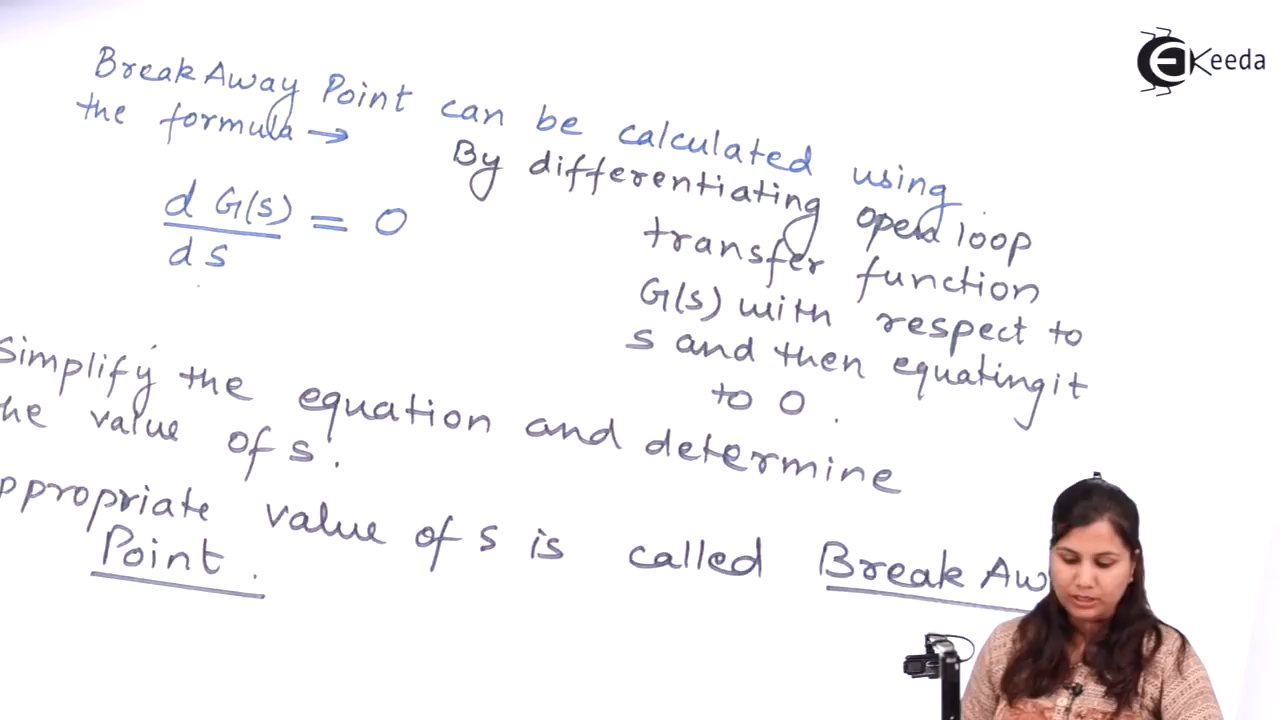 Break Away Point can be calculated using
the formula →
By differentiating open loop
transfer function
G(s) with respect to
s and then equating it
to 0.
d G(s)
ds
= 0
Simplify the equation and determine
he value of s.
ppropriate value of s is called Break Aw
Point.
Ekeeda